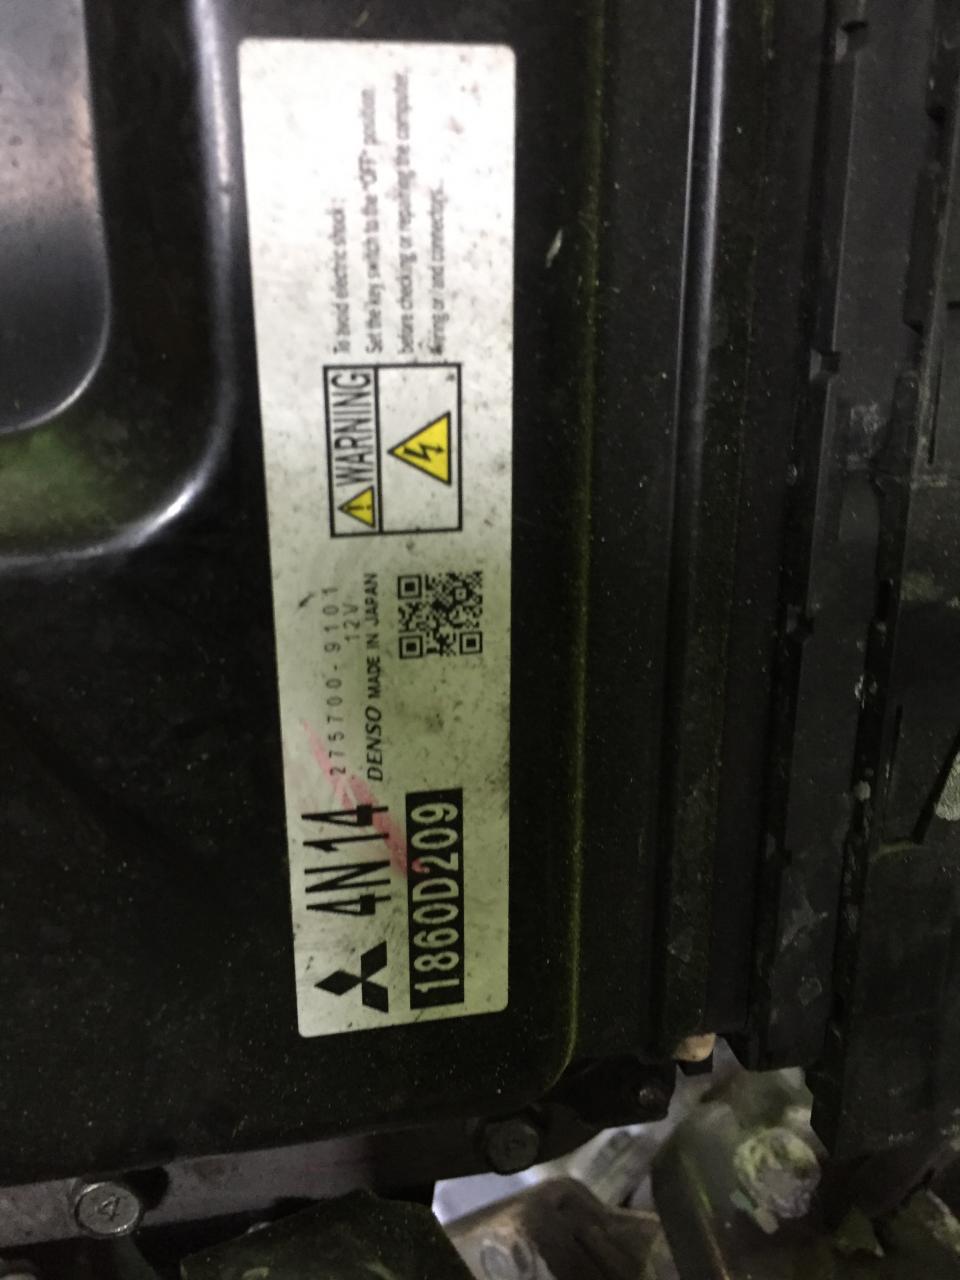 4N14
1860D209
275700-9101
12V
DENSO MADE IN JAPAN
WARNING
To avoid electric shock :
Set the key switch to the "OFF" position
before checking or repairing the computer,
wiring or and connectors.